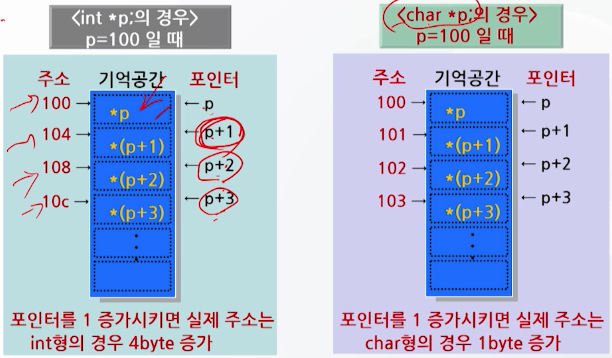 <int *p;의 경우>
p=100 일 때
주소 기억공간 포인터
100 *p p
104 *(p+1) p+1
108 *(p+2) p+2
10c *(p+3) p+3
포인터를 1 증가시키면 실제 주소는
int형의 경우 4byte 증가
<char *p;의 경우>
p=100 일 때
주소 기억공간 포인터
100 *p p
101 *(p+1) p+1
102 *(p+2) p+2
103 *(p+3) p+3
포인터를 1 증가시키면 실제 주소는
char형의 경우 1byte 증가